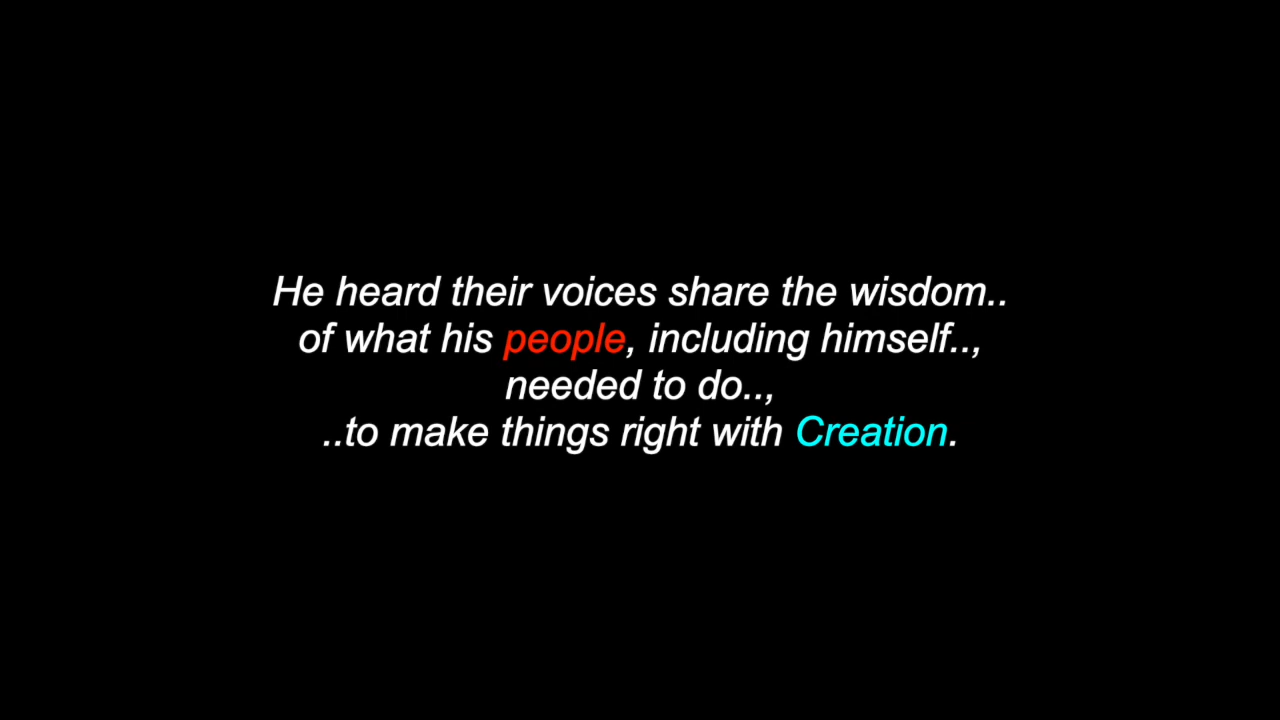 He heard their voices share the wisdom..
of what his people, including himself..,
needed to do..,
..to make things right with Creation.